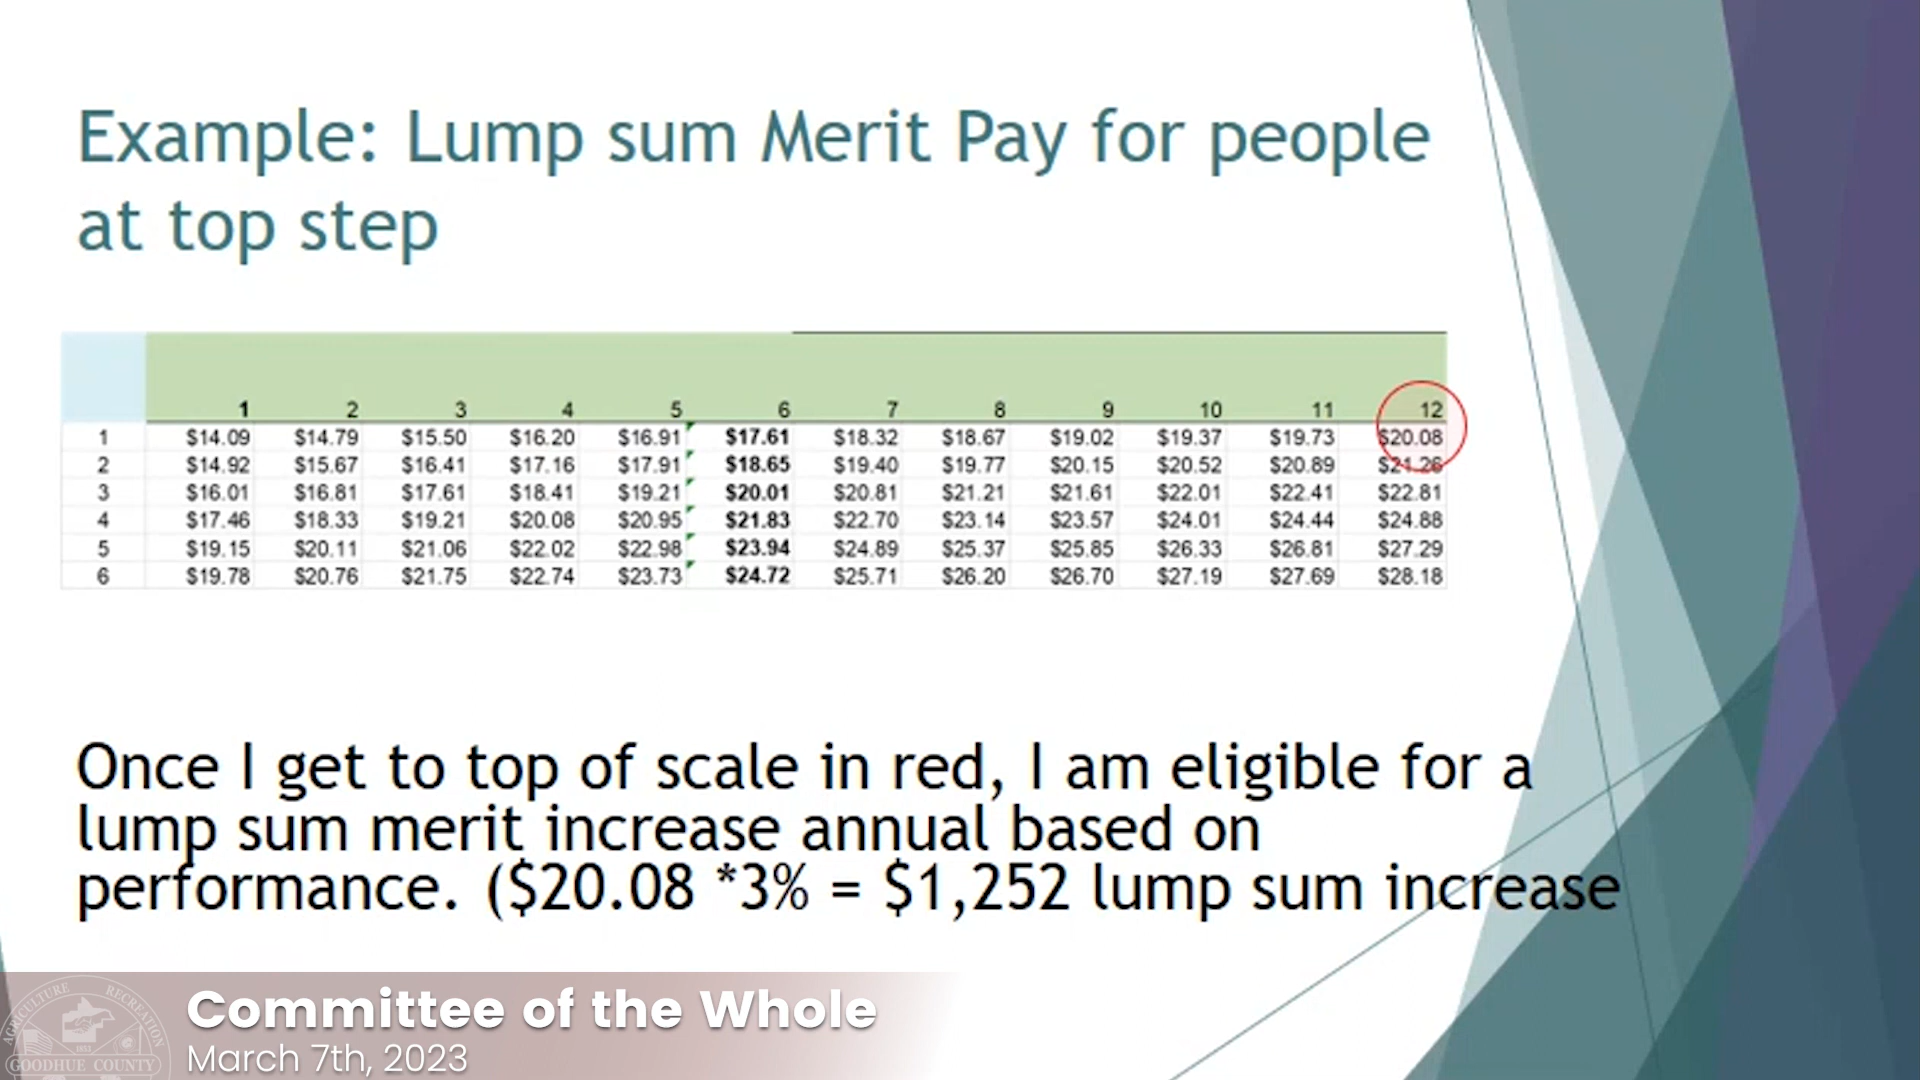 Example: Lump sum Merit Pay for people
at top step
1 2 3 4 5 6 7 8 9 10 11 12
1 $14.09 $14.79 $15.50 $16.20 $16.91 $17.61 $18.32 $18.67 $19.02 $19.37 $19.73 $20.08
2 $14.92 $15.67 $16.41 $17.16 $17.91 $18.65 $19.40 $19.77 $20.15 $20.52 $20.89 $21.26
3 $16.01 $16.81 $17.61 $18.41 $19.21 $20.01 $20.81 $21.21 $21.61 $22.01 $22.41 $22.81
4 $17.46 $18.33 $19.21 $20.08 $20.95 $21.83 $22.70 $23.14 $23.57 $24.01 $24.44 $24.88
5 $19.15 $20.11 $21.06 $22.02 $22.98 $23.94 $24.89 $25.37 $25.85 $26.33 $26.81 $27.29
6 $19.78 $20.76 $21.75 $22.74 $23.73 $24.72 $25.71 $26.20 $26.70 $27.19 $27.69 $28.18
Once I get to top of scale in red, I am eligible for a
lump sum merit increase annual based on
performance. ($20.08 *3% = $1,252 lump sum increase
Committee of the Whole
March 7th, 2023
AGRICULTURE RECREATION
1853
GOODHUE COUNTY